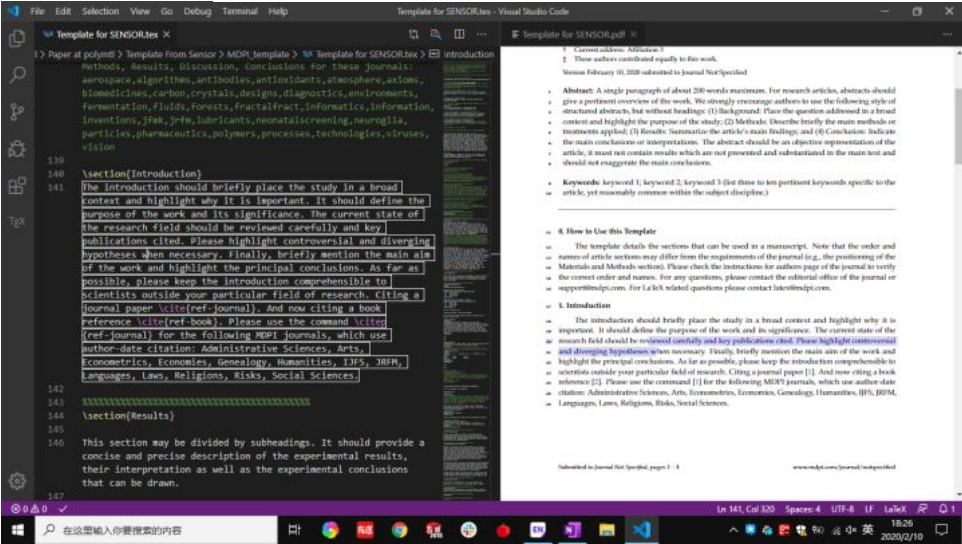 File Edit Selection View Go Debug Terminal Help
Template for SENSOR.tex - Visual Studio Code
Template for SENSOR.tex
Template for SENSOR.pdf
Paper at polymtl > Template From Sensor > MDPI_template > Template for SENSOR.tex > Introduction
Methods, Results, Discussion, Conclusions for these journals:
aerospace,algorithms,antibodies,antioxidants,atmosphere,axioms,
biomedicines,carbon,crystals,designs,diagnostics,environments,
fermentation,fluids,forests,fractalfract,informatics,information,
inventions,jfmk,jrfm,lubricants,neonatalscreening,neuroglia,
particles,pharmaceutics,polymers,processes,technologies,viruses,
vision
139
140 \section{Introduction}
141 The introduction should briefly place the study in a broad
context and highlight why it is important. It should define the
purpose of the work and its significance. The current state of
the research field should be reviewed carefully and key
publications cited. Please highlight controversial and diverging
hypotheses when necessary. Finally, briefly mention the main aim
of the work and highlight the principal conclusions. As far as
possible, please keep the introduction comprehensible to
scientists outside your particular field of research. Citing a
journal paper \cite{ref-journal}. And now citing a book
reference \cite{ref-book}. Please use the command \citep
{ref-journal} for the following MDPI journals, which use
author-date citation: Administrative Sciences, Arts,
Econometrics, Economies, Genealogy, Humanities, IJFS, JRFM,
Languages, Laws, Religions, Risks, Social Sciences.
142
143 %%%%%%%%%%%%%%%%%%%%%%%%%%%%%%%%%%%%%%%%%%
144 \section{Results}
145
146 This section may be divided by subheadings. It should provide a
concise and precise description of the experimental results,
their interpretation as well as the experimental conclusions
that can be drawn.
147
† Current address: Affiliation 3
‡ These authors contributed equally to this work.
Version February 10, 2020 submitted to Journal Not Specified
Abstract: A single paragraph of about 200 words maximum. For research articles, abstracts should
give a pertinent overview of the work. We strongly encourage authors to use the following style of
structured abstracts, but without headings: (1) Background: Place the question addressed in a broad
context and highlight the purpose of the study; (2) Methods: Describe briefly the main methods or
treatments applied; (3) Results: Summarize the article's main findings; and (4) Conclusion: Indicate
the main conclusions or interpretations. The abstract should be an objective representation of the
article, it must not contain results which are not presented and substantiated in the main text and
should not exaggerate the main conclusions.
Keywords: keyword 1; keyword 2; keyword 3 (list three to ten pertinent keywords specific to the
article, yet reasonably common within the subject discipline.)
0. How to Use this Template
The template details the sections that can be used in a manuscript. Note that the order and
names of article sections may differ from the requirements of the journal (e.g., the positioning of the
Materials and Methods section). Please check the instructions for authors page of the journal to verify
the correct order and names. For any questions, please contact the editorial office of the journal or
support@mdpi.com. For LaTeX related questions please contact latex@mdpi.com.
1. Introduction
The introduction should briefly place the study in a broad context and highlight why it is
important. It should define the purpose of the work and its significance. The current state of the
research field should be reviewed carefully and key publications cited. Please highlight controversial
and diverging hypotheses when necessary. Finally, briefly mention the main aim of the work and
highlight the principal conclusions. As far as possible, please keep the introduction comprehensible to
scientists outside your particular field of research. Citing a journal paper [1]. And now citing a book
reference [2]. Please use the command [1] for the following MDPI journals, which use author-date
citation: Administrative Sciences, Arts, Econometrics, Economies, Genealogy, Humanities, IJFS, JRFM,
Languages, Laws, Religions, Risks, Social Sciences.
Submitted to Journal Not Specified, pages 1 – 4
www.mdpi.com/journal/notspecified
0 0
Ln 141, Col 320 Spaces: 4 UTF-8 LF LaTeX 1
在这里输入你要搜索的内容
英
18:26
2020/2/10